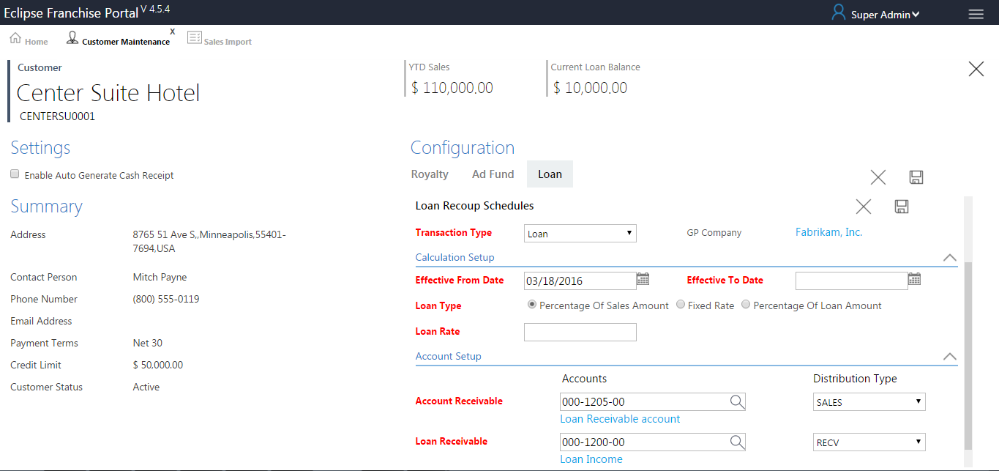 Eclipse Franchise Portal V 4.5.4
Super Admin
Home
Customer Maintenance
X
Sales Import
Customer
Center Suite Hotel
CENTERSU0001
YTD Sales
$ 110,000.00
Current Loan Balance
$ 10,000.00
Settings
Enable Auto Generate Cash Receipt
Summary
Address 8765 51 Ave S,,Minneapolis,55401-
7694,USA
Contact Person Mitch Payne
Phone Number (800) 555-0119
Email Address
Payment Terms Net 30
Credit Limit $ 50,000.00
Customer Status Active
Configuration
Royalty Ad Fund Loan
Loan Recoup Schedules
Transaction Type Loan GP Company Fabrikam, Inc.
Calculation Setup
Effective From Date 03/18/2016 Effective To Date
Loan Type Percentage Of Sales Amount Fixed Rate Percentage Of Loan Amount
Loan Rate
Account Setup
Accounts Distribution Type
Account Receivable 000-1205-00 SALES
Loan Receivable account
Loan Receivable 000-1200-00 RECV
Loan Income